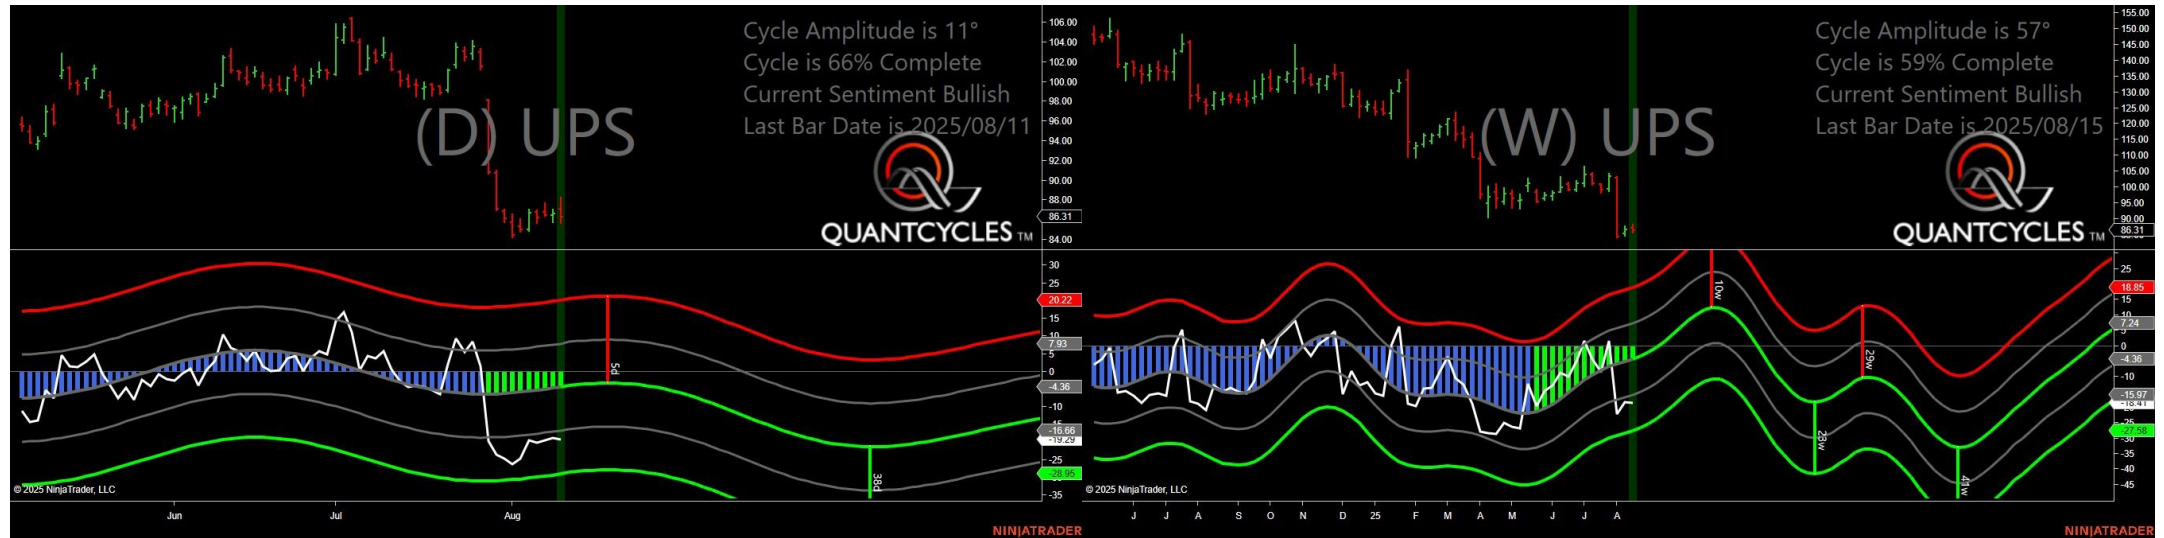 Cycle Amplitude is 11°
Cycle is 66% Complete
Current Sentiment Bullish
Last Bar Date is 2025/08/11
(D) UPS
QUANTCYCLES TM
106.00
104.00
102.00
100.00
98.00
96.00
94.00
92.00
90.00
88.00
86.31
84.00
30
25
20.22
15
7.93
5
0
-4.36
-10
-16.66
-19.29
-25
-28.95
-35
5d
38d
© 2025 NinjaTrader, LLC
Jun
Jul
Aug
NINJATRADER
Cycle Amplitude is 57°
Cycle is 59% Complete
Current Sentiment Bullish
Last Bar Date is 2025/08/15
(W) UPS
QUANTCYCLES TM
155.00
150.00
145.00
140.00
135.00
130.00
125.00
120.00
115.00
110.00
105.00
100.00
95.00
90.00
86.31
25
18.85
15
10
7.24
0
-4.36
-10
-15.97
-18.41
-25
-27.58
-35
-40
-45
10w
29w
28w
41w
© 2025 NinjaTrader, LLC
J
J
A
S
O
N
D
25
F
M
A
M
J
J
A
NINJATRADER